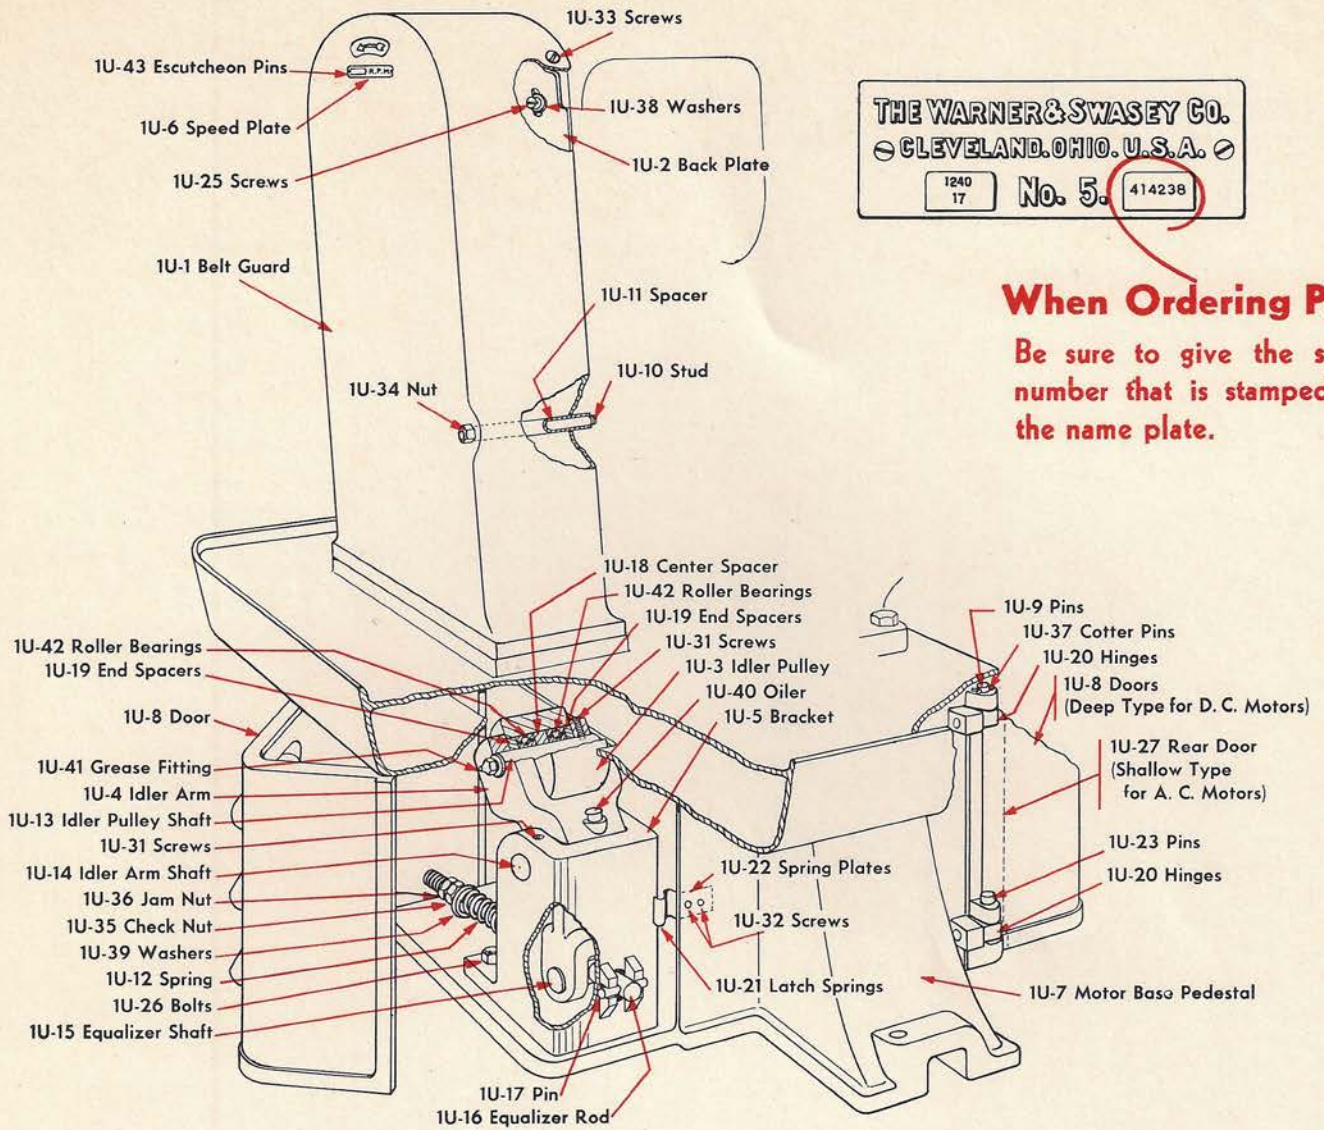 1U-33 Screws
1U-43 Escutcheon Pins
R.P.M.
1U-6 Speed Plate
1U-38 Washers
1U-2 Back Plate
1U-25 Screws
THE WARNER & SWASEY CO.
CLEVELAND.OHIO.U.S.A.
1240
17
No. 5.
414238
1U-1 Belt Guard
1U-11 Spacer
When Ordering P
Be sure to give the s
number that is stamped
the name plate.
1U-10 Stud
1U-34 Nut
1U-18 Center Spacer
1U-42 Roller Bearings
1U-19 End Spacers
1U-31 Screws
1U-3 Idler Pulley
1U-40 Oiler
1U-5 Bracket
1U-42 Roller Bearings
1U-19 End Spacers
1U-8 Door
1U-41 Grease Fitting
1U-4 Idler Arm
1U-13 Idler Pulley Shaft
1U-31 Screws
1U-14 Idler Arm Shaft
1U-36 Jam Nut
1U-35 Check Nut
1U-39 Washers
1U-12 Spring
1U-26 Bolts
1U-15 Equalizer Shaft
1U-9 Pins
1U-37 Cotter Pins
1U-20 Hinges
1U-8 Doors
(Deep Type for D. C. Motors)
1U-27 Rear Door
(Shallow Type
for A. C. Motors)
1U-23 Pins
1U-20 Hinges
1U-22 Spring Plates
1U-32 Screws
1U-21 Latch Springs
1U-7 Motor Base Pedestal
1U-17 Pin
1U-16 Equalizer Rod